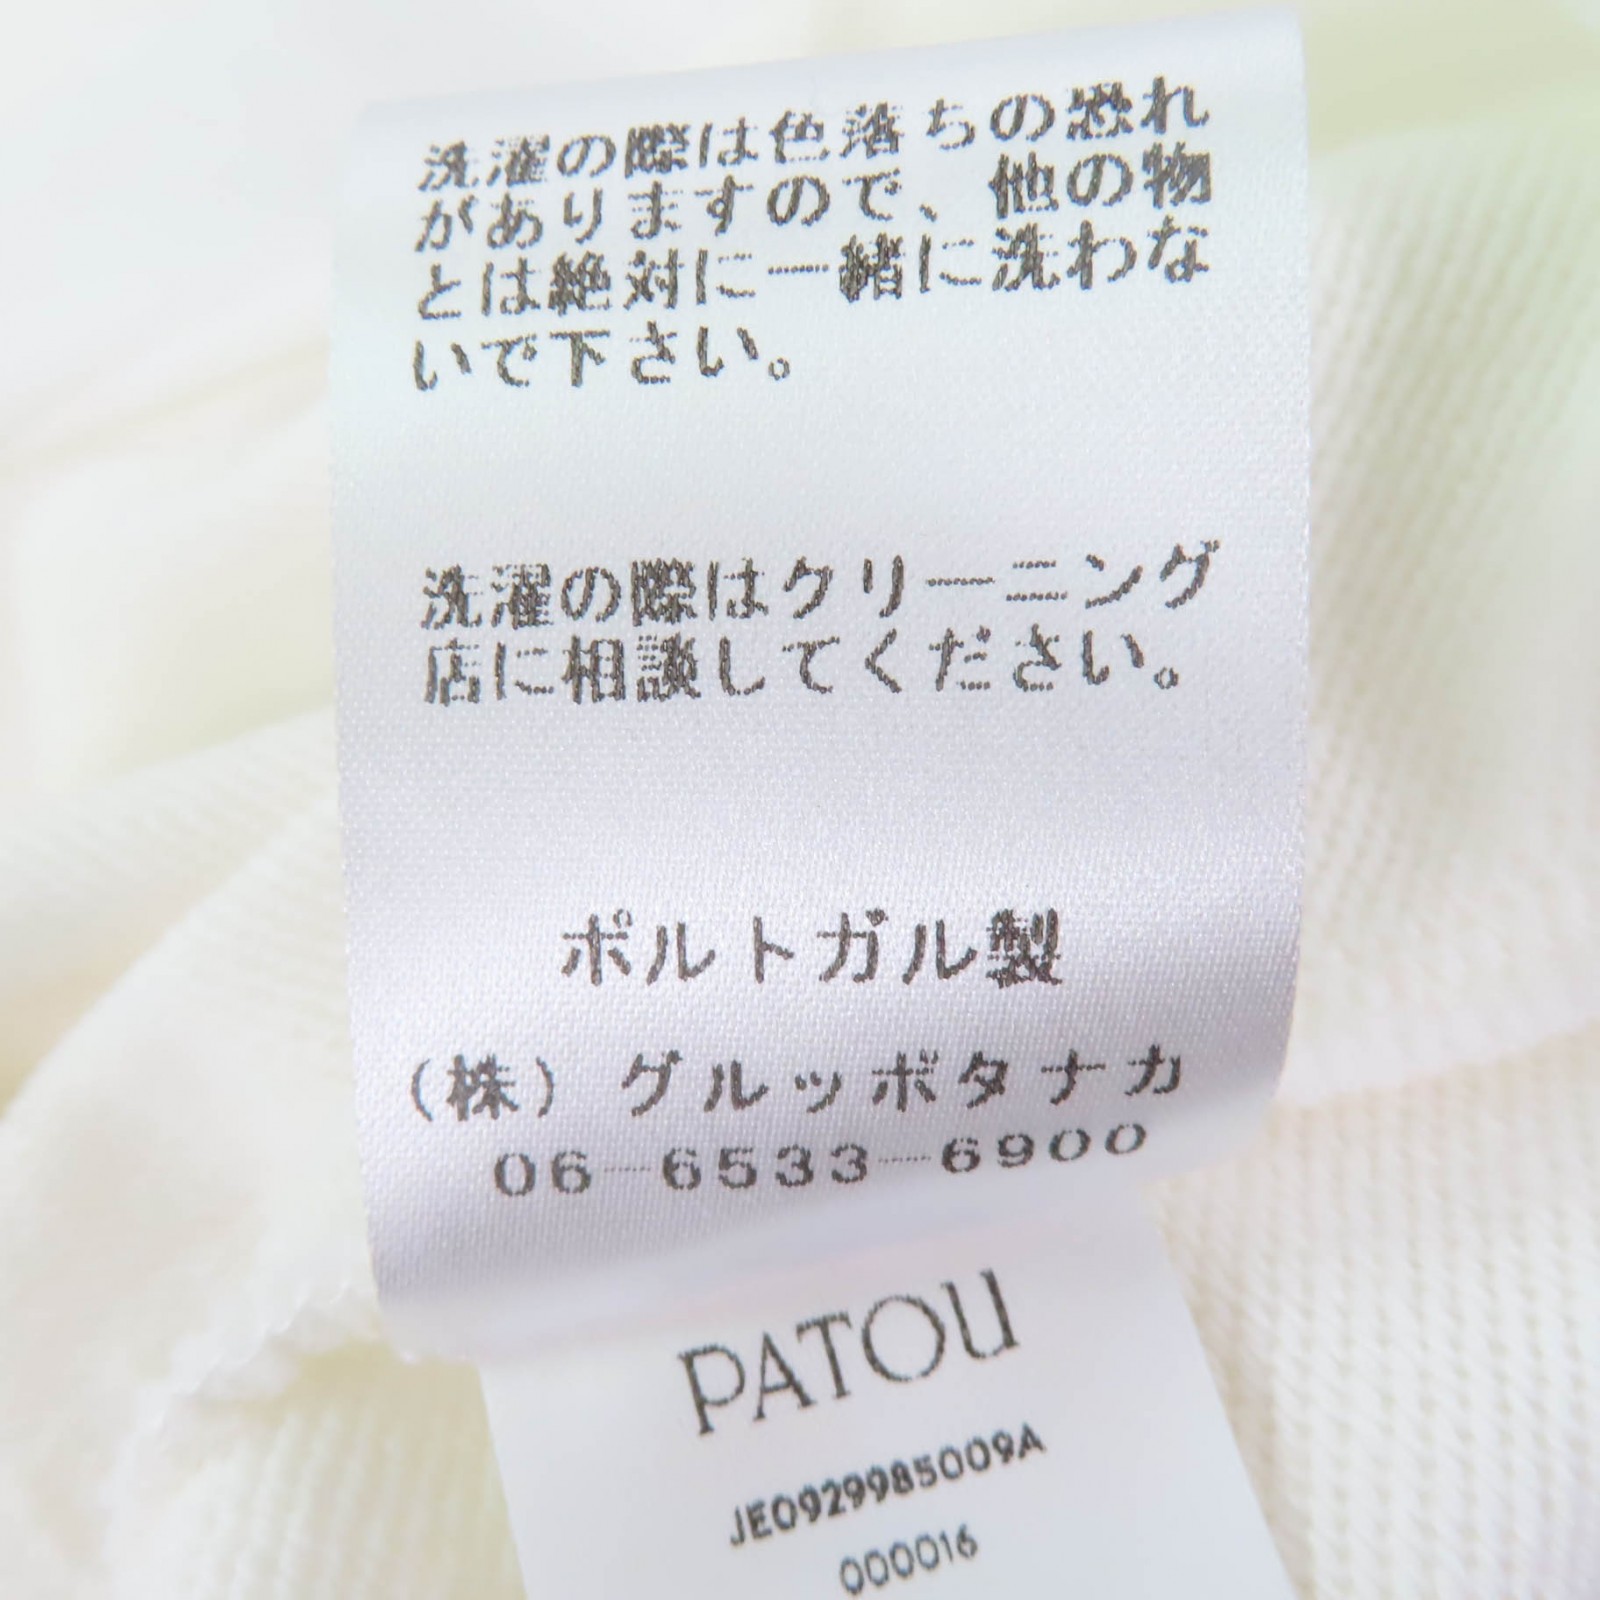 洗濯の際は色落ちの恐れ
がありますので、他の物
とは絶対に一緒に洗わな
いで下さい。
洗濯の際はクリーニング
店に相談してください。
ポルトガル製
(株)グルッポタナカ
06-6533-6900
PATOU
JE0929985009A
000016